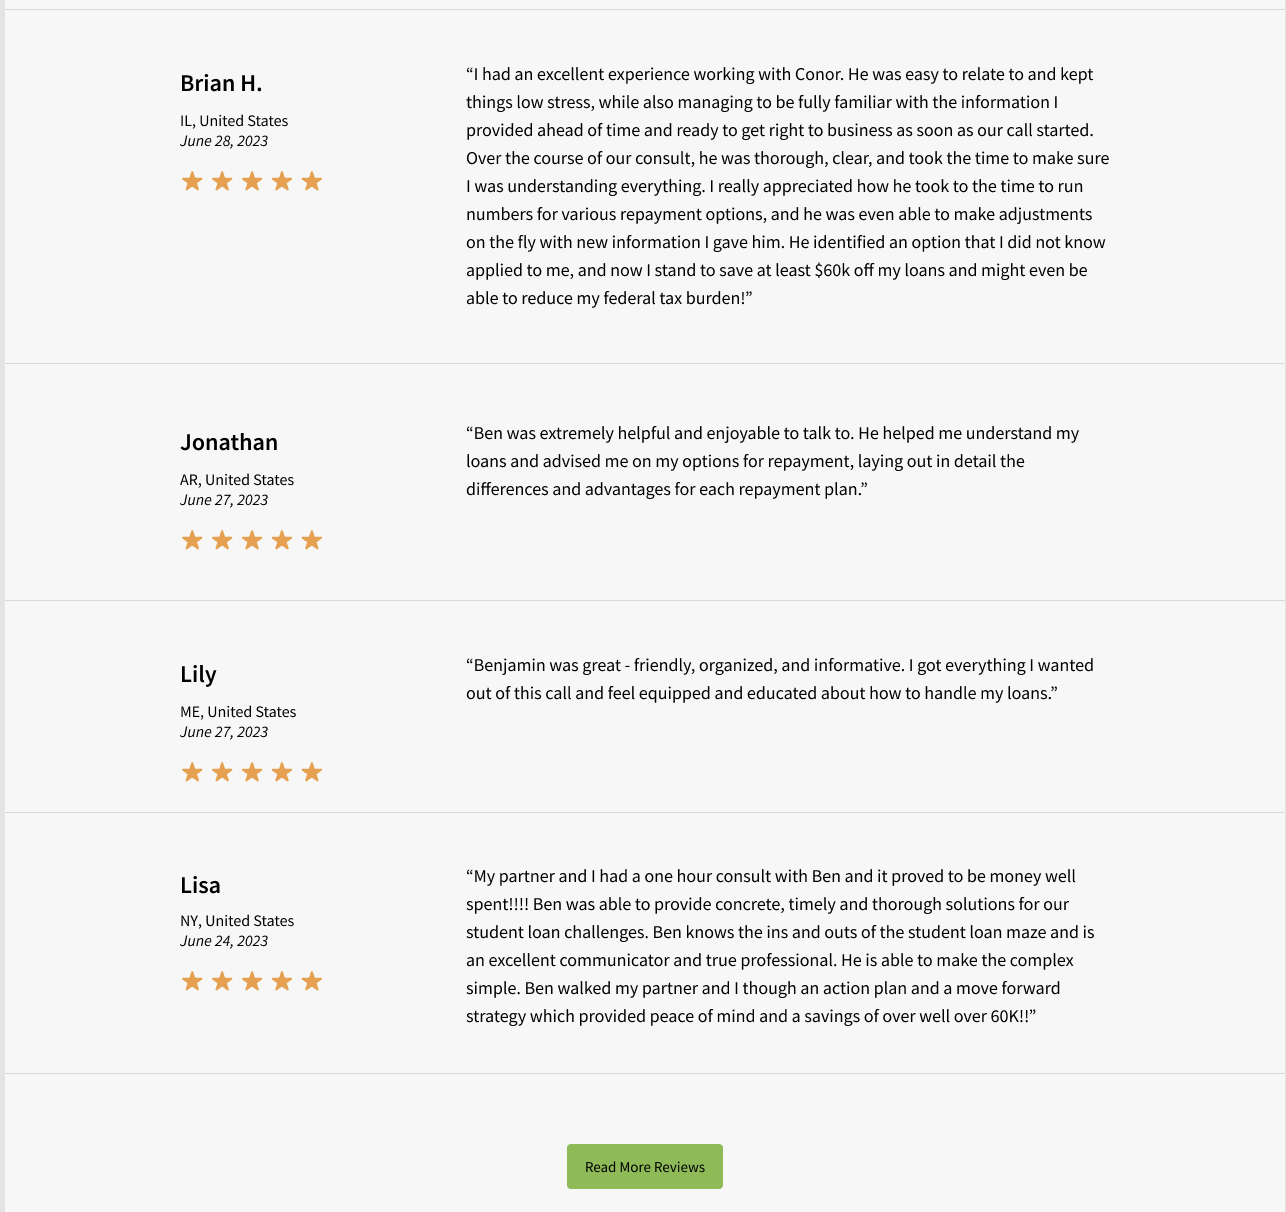 Brian H.
IL, United States
June 28, 2023
“I had an excellent experience working with Conor. He was easy to relate to and kept
things low stress, while also managing to be fully familiar with the information I
provided ahead of time and ready to get right to business as soon as our call started.
Over the course of our consult, he was thorough, clear, and took the time to make sure
I was understanding everything. I really appreciated how he took to the time to run
numbers for various repayment options, and he was even able to make adjustments
on the fly with new information I gave him. He identified an option that I did not know
applied to me, and now I stand to save at least $60k off my loans and might even be
able to reduce my federal tax burden!”
Jonathan
AR, United States
June 27, 2023
“Ben was extremely helpful and enjoyable to talk to. He helped me understand my
loans and advised me on my options for repayment, laying out in detail the
differences and advantages for each repayment plan.”
Lily
ME, United States
June 27, 2023
“Benjamin was great - friendly, organized, and informative. I got everything I wanted
out of this call and feel equipped and educated about how to handle my loans.”
Lisa
NY, United States
June 24, 2023
“My partner and I had a one hour consult with Ben and it proved to be money well
spent!!!! Ben was able to provide concrete, timely and thorough solutions for our
student loan challenges. Ben knows the ins and outs of the student loan maze and is
an excellent communicator and true professional. He is able to make the complex
simple. Ben walked my partner and I though an action plan and a move forward
strategy which provided peace of mind and a savings of over well over 60K!!”
Read More Reviews